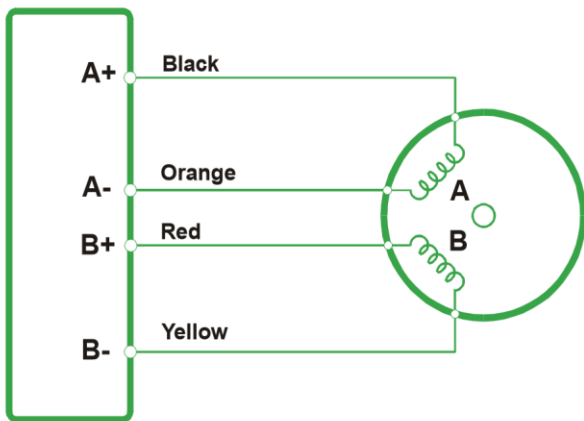 A+ Black
A- Orange
A
B+ Red
B
B- Yellow